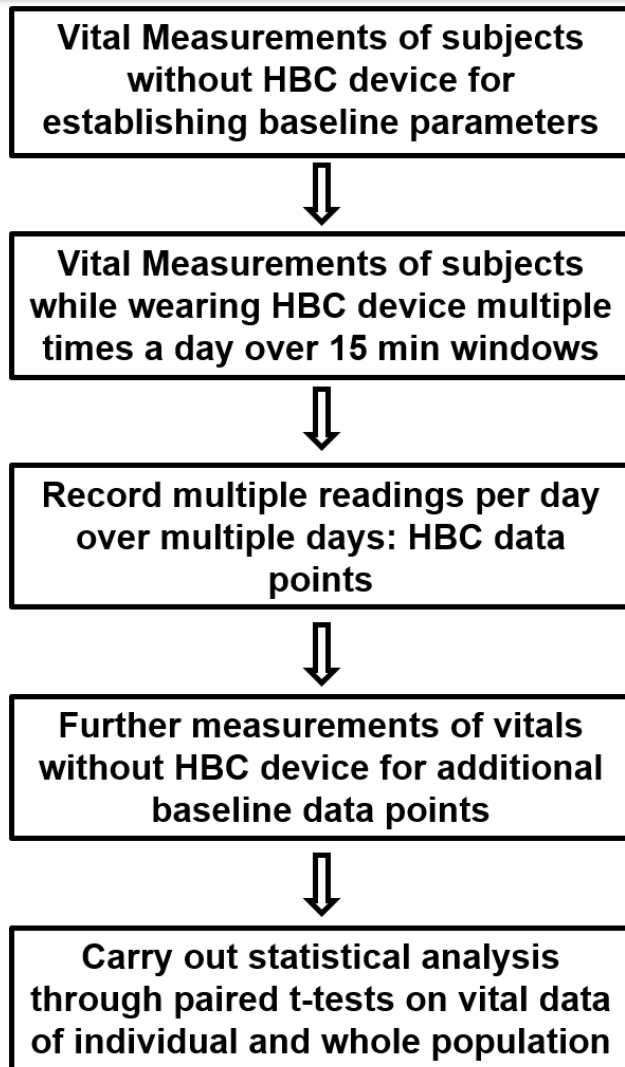 Vital Measurements of subjects
without HBC device for
establishing baseline parameters
Vital Measurements of subjects
while wearing HBC device multiple
times a day over 15 min windows
Record multiple readings per day
over multiple days: HBC data
points
Further measurements of vitals
without HBC device for additional
baseline data points
Carry out statistical analysis
through paired t-tests on vital data
of individual and whole population